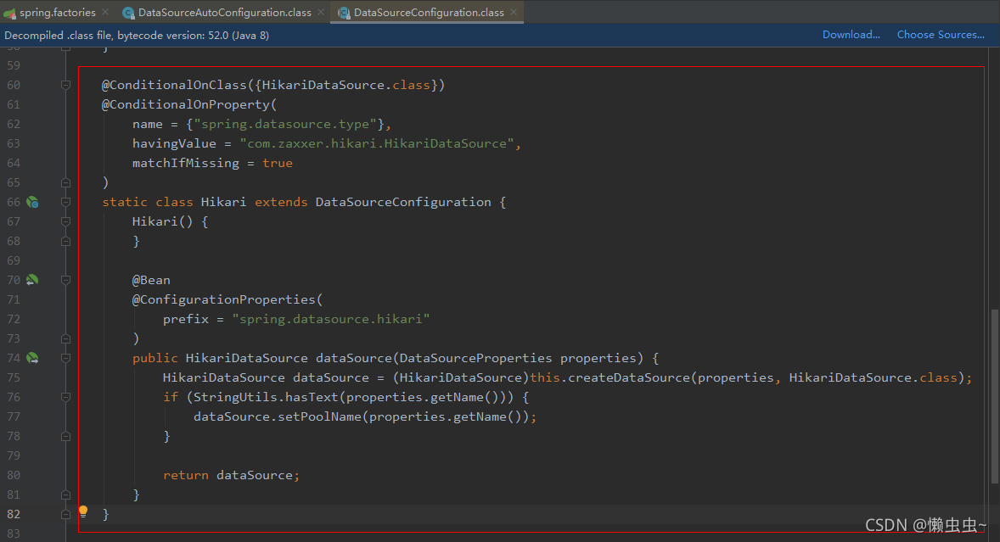 spring.factories
DataSourceAutoConfiguration.class
DataSourceConfiguration.class
Decompiled .class file, bytecode version: 52.0 (Java 8)
Download...
Choose Sources...
58 }
59
60 @ConditionalOnClass({HikariDataSource.class})
61 @ConditionalOnProperty(
62 name = {"spring.datasource.type"},
63 havingValue = "com.zaxxer.hikari.HikariDataSource",
64 matchIfMissing = true
65 )
66 static class Hikari extends DataSourceConfiguration {
67 Hikari() {
68 }
69
70 @Bean
71 @ConfigurationProperties(
72 prefix = "spring.datasource.hikari"
73 )
74 public HikariDataSource dataSource(DataSourceProperties properties) {
75 HikariDataSource dataSource = (HikariDataSource)this.createDataSource(properties, HikariDataSource.class);
76 if (StringUtils.hasText(properties.getName())) {
77 dataSource.setPoolName(properties.getName());
78 }
79
80 return dataSource;
81 }
82 }
83
CSDN @懒虫虫~